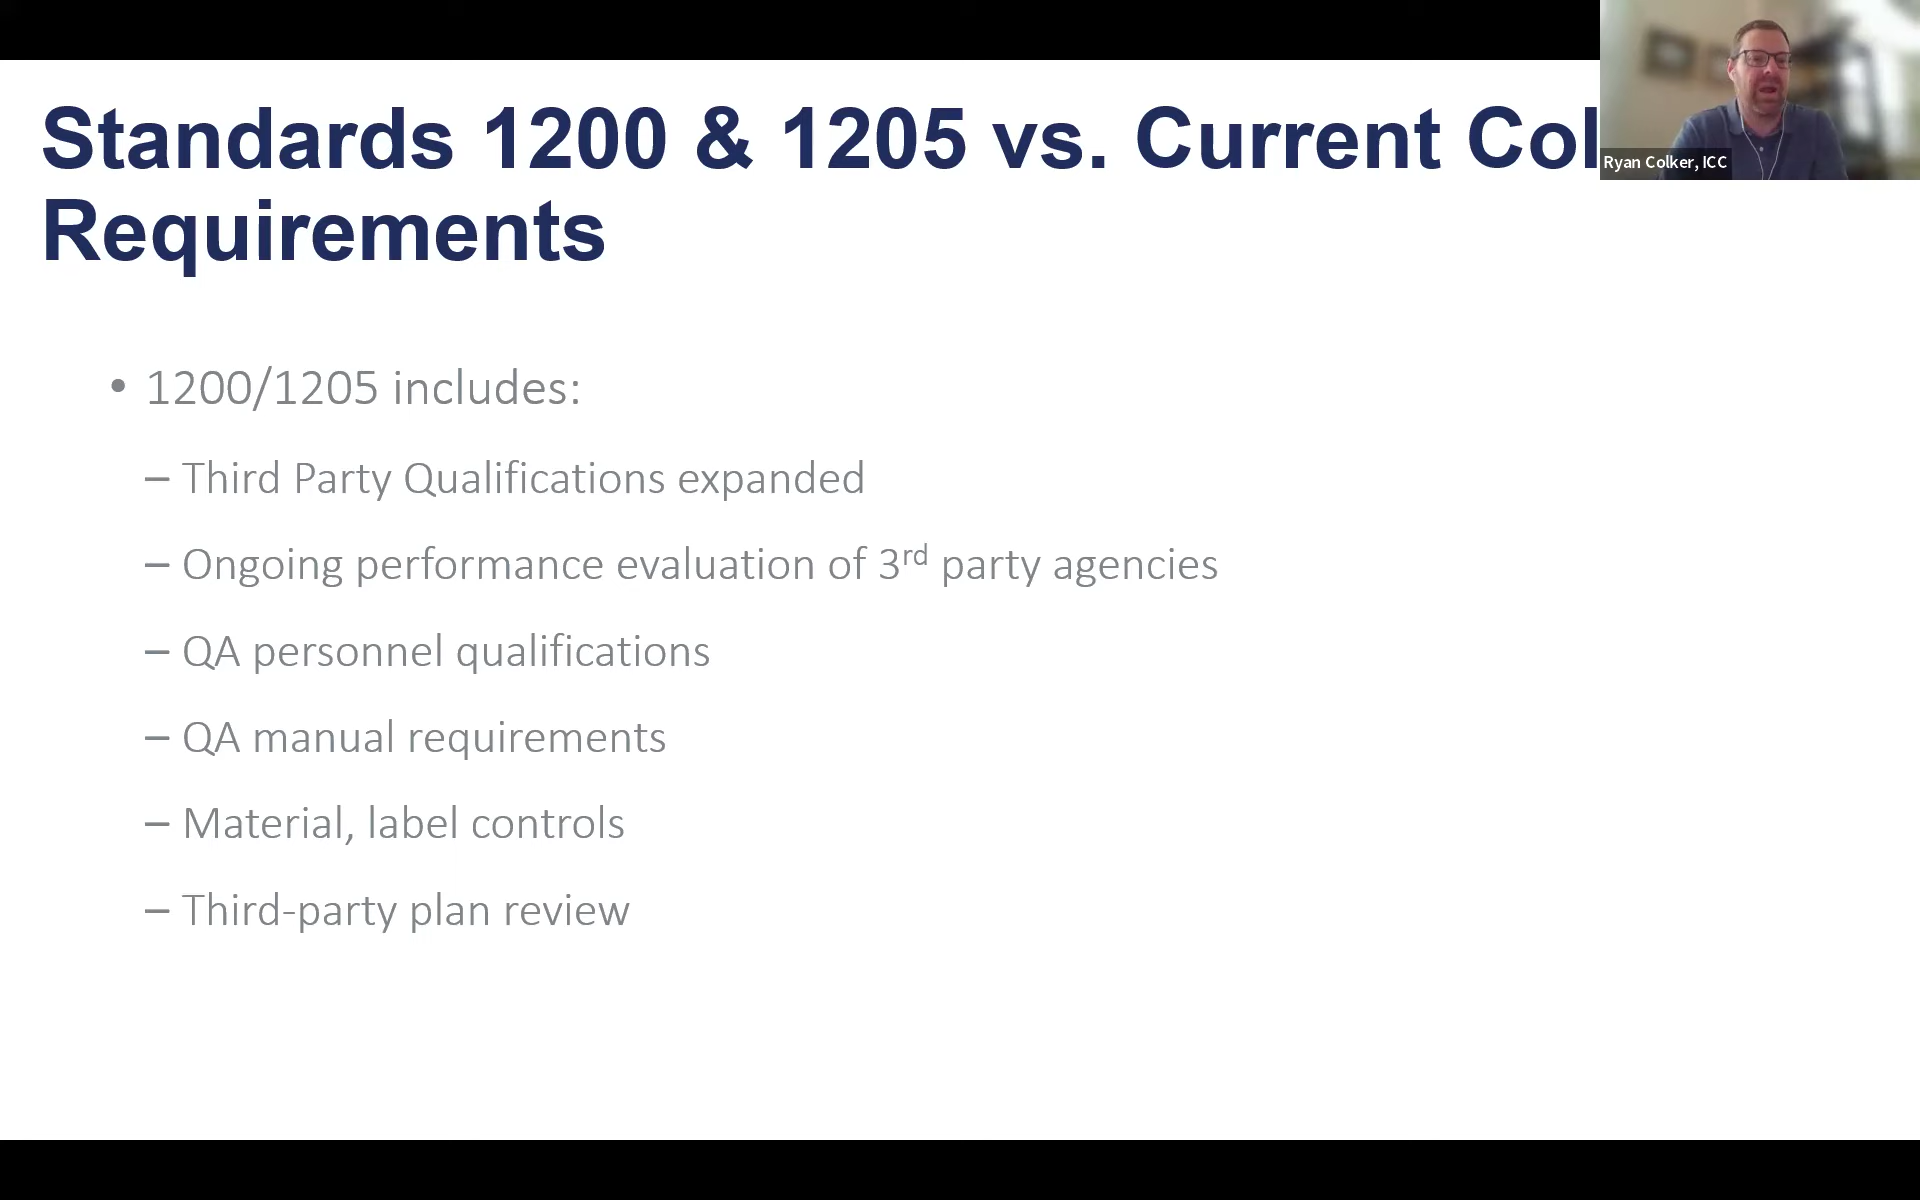 Standards 1200 & 1205 vs. Current Col
Requirements
Ryan Colker, ICC
• 1200/1205 includes:
– Third Party Qualifications expanded
– Ongoing performance evaluation of 3rd party agencies
– QA personnel qualifications
– QA manual requirements
– Material, label controls
– Third-party plan review